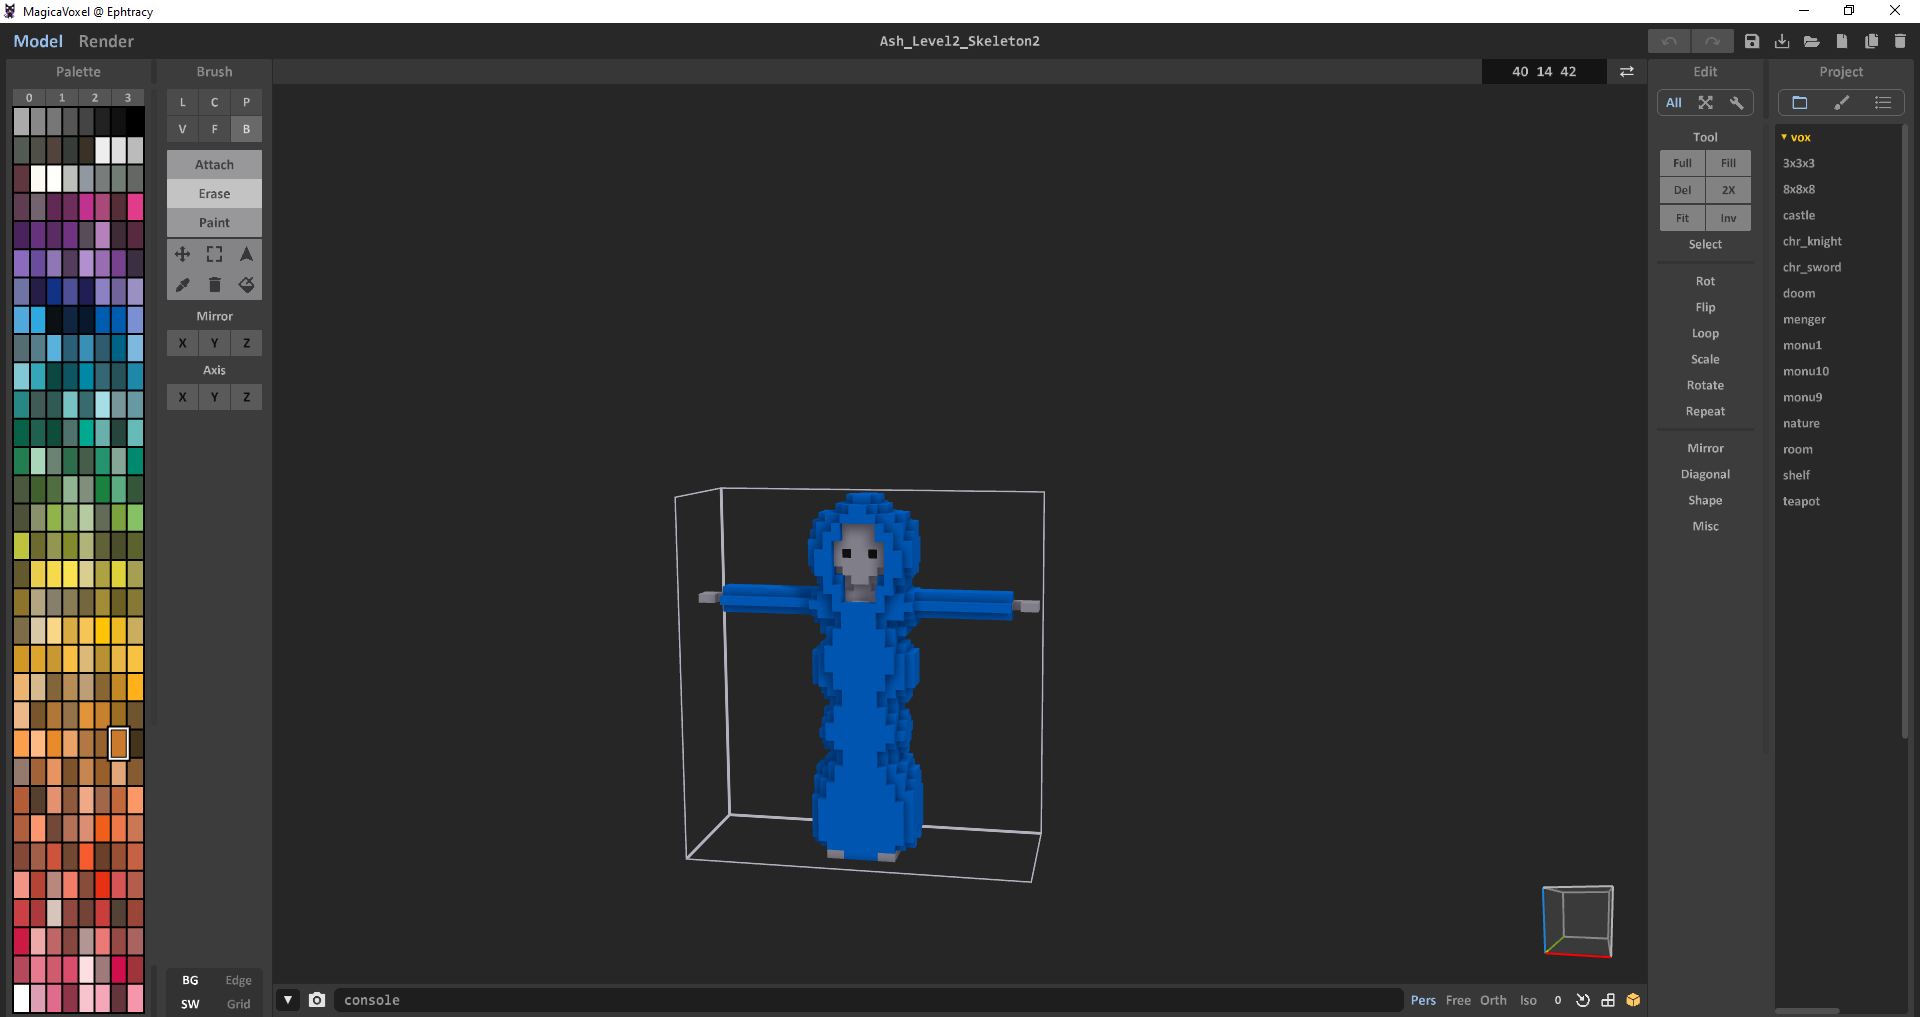 MagicaVoxel @ Ephtracy
Model Render
Ash_Level2_Skeleton2
Palette
0 1 2 3
Brush
L C P
V F B
Attach
Erase
Paint
Mirror
X Y Z
Axis
X Y Z
BG Edge
SW Grid
40 14 42
console
Pers Free Orth Iso 0
Edit
All
Tool
Full Fill
Del 2X
Fit Inv
Select
Rot
Flip
Loop
Scale
Rotate
Repeat
Mirror
Diagonal
Shape
Misc
Project
vox
3x3x3
8x8x8
castle
chr_knight
chr_sword
doom
menger
monu1
monu10
monu9
nature
room
shelf
teapot